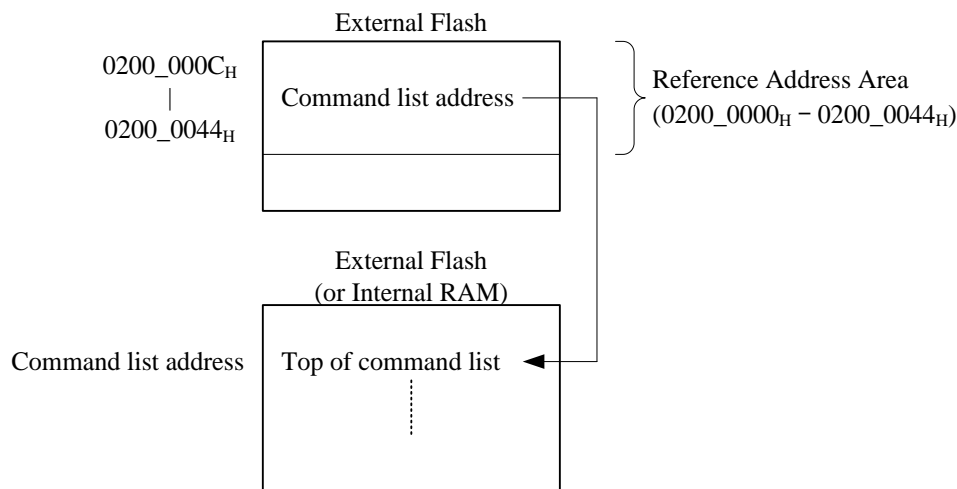 External Flash
0200_000CH
|
0200_0044H
Command list address
Reference Address Area
(0200_0000H − 0200_0044H)
External Flash
(or Internal RAM)
Command list address
Top of command list